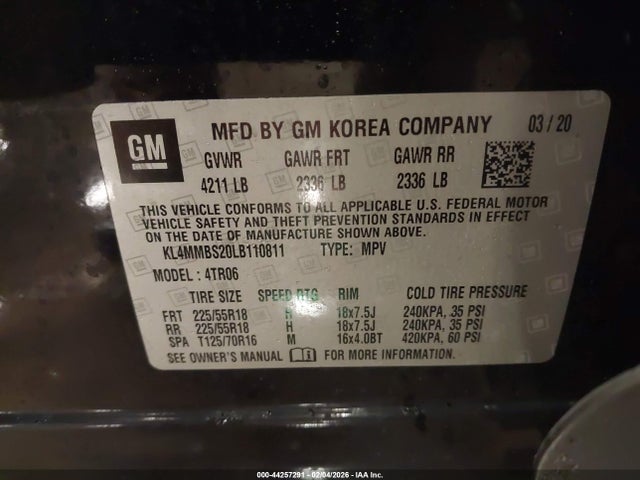 GM
MFD BY GM KOREA COMPANY 03/20
GVWR GAWR FRT GAWR RR
4211 LB 2336 LB 2336 LB
THIS VEHICLE CONFORMS TO ALL APPLICABLE U.S. FEDERAL MOTOR
VEHICLE SAFETY AND THEFT PREVENTION STANDARDS IN EFFECT
ON THE DATE OF MANUFACTURE SHOWN ABOVE.
KL4MMBS20LB110811 TYPE: MPV
MODEL: 4TR06
TIRE SIZE SPEED RTG RIM COLD TIRE PRESSURE
FRT 225/55R18 H 18x7.5J 240KPA, 35 PSI
RR 225/55R18 H 18x7.5J 240KPA, 35 PSI
SPA T125/70R16 M 16x4.0BT 420KPA, 60 PSI
SEE OWNER'S MANUAL FOR MORE INFORMATION.
000-44257291 - 02/04/2026 - IAA Inc.